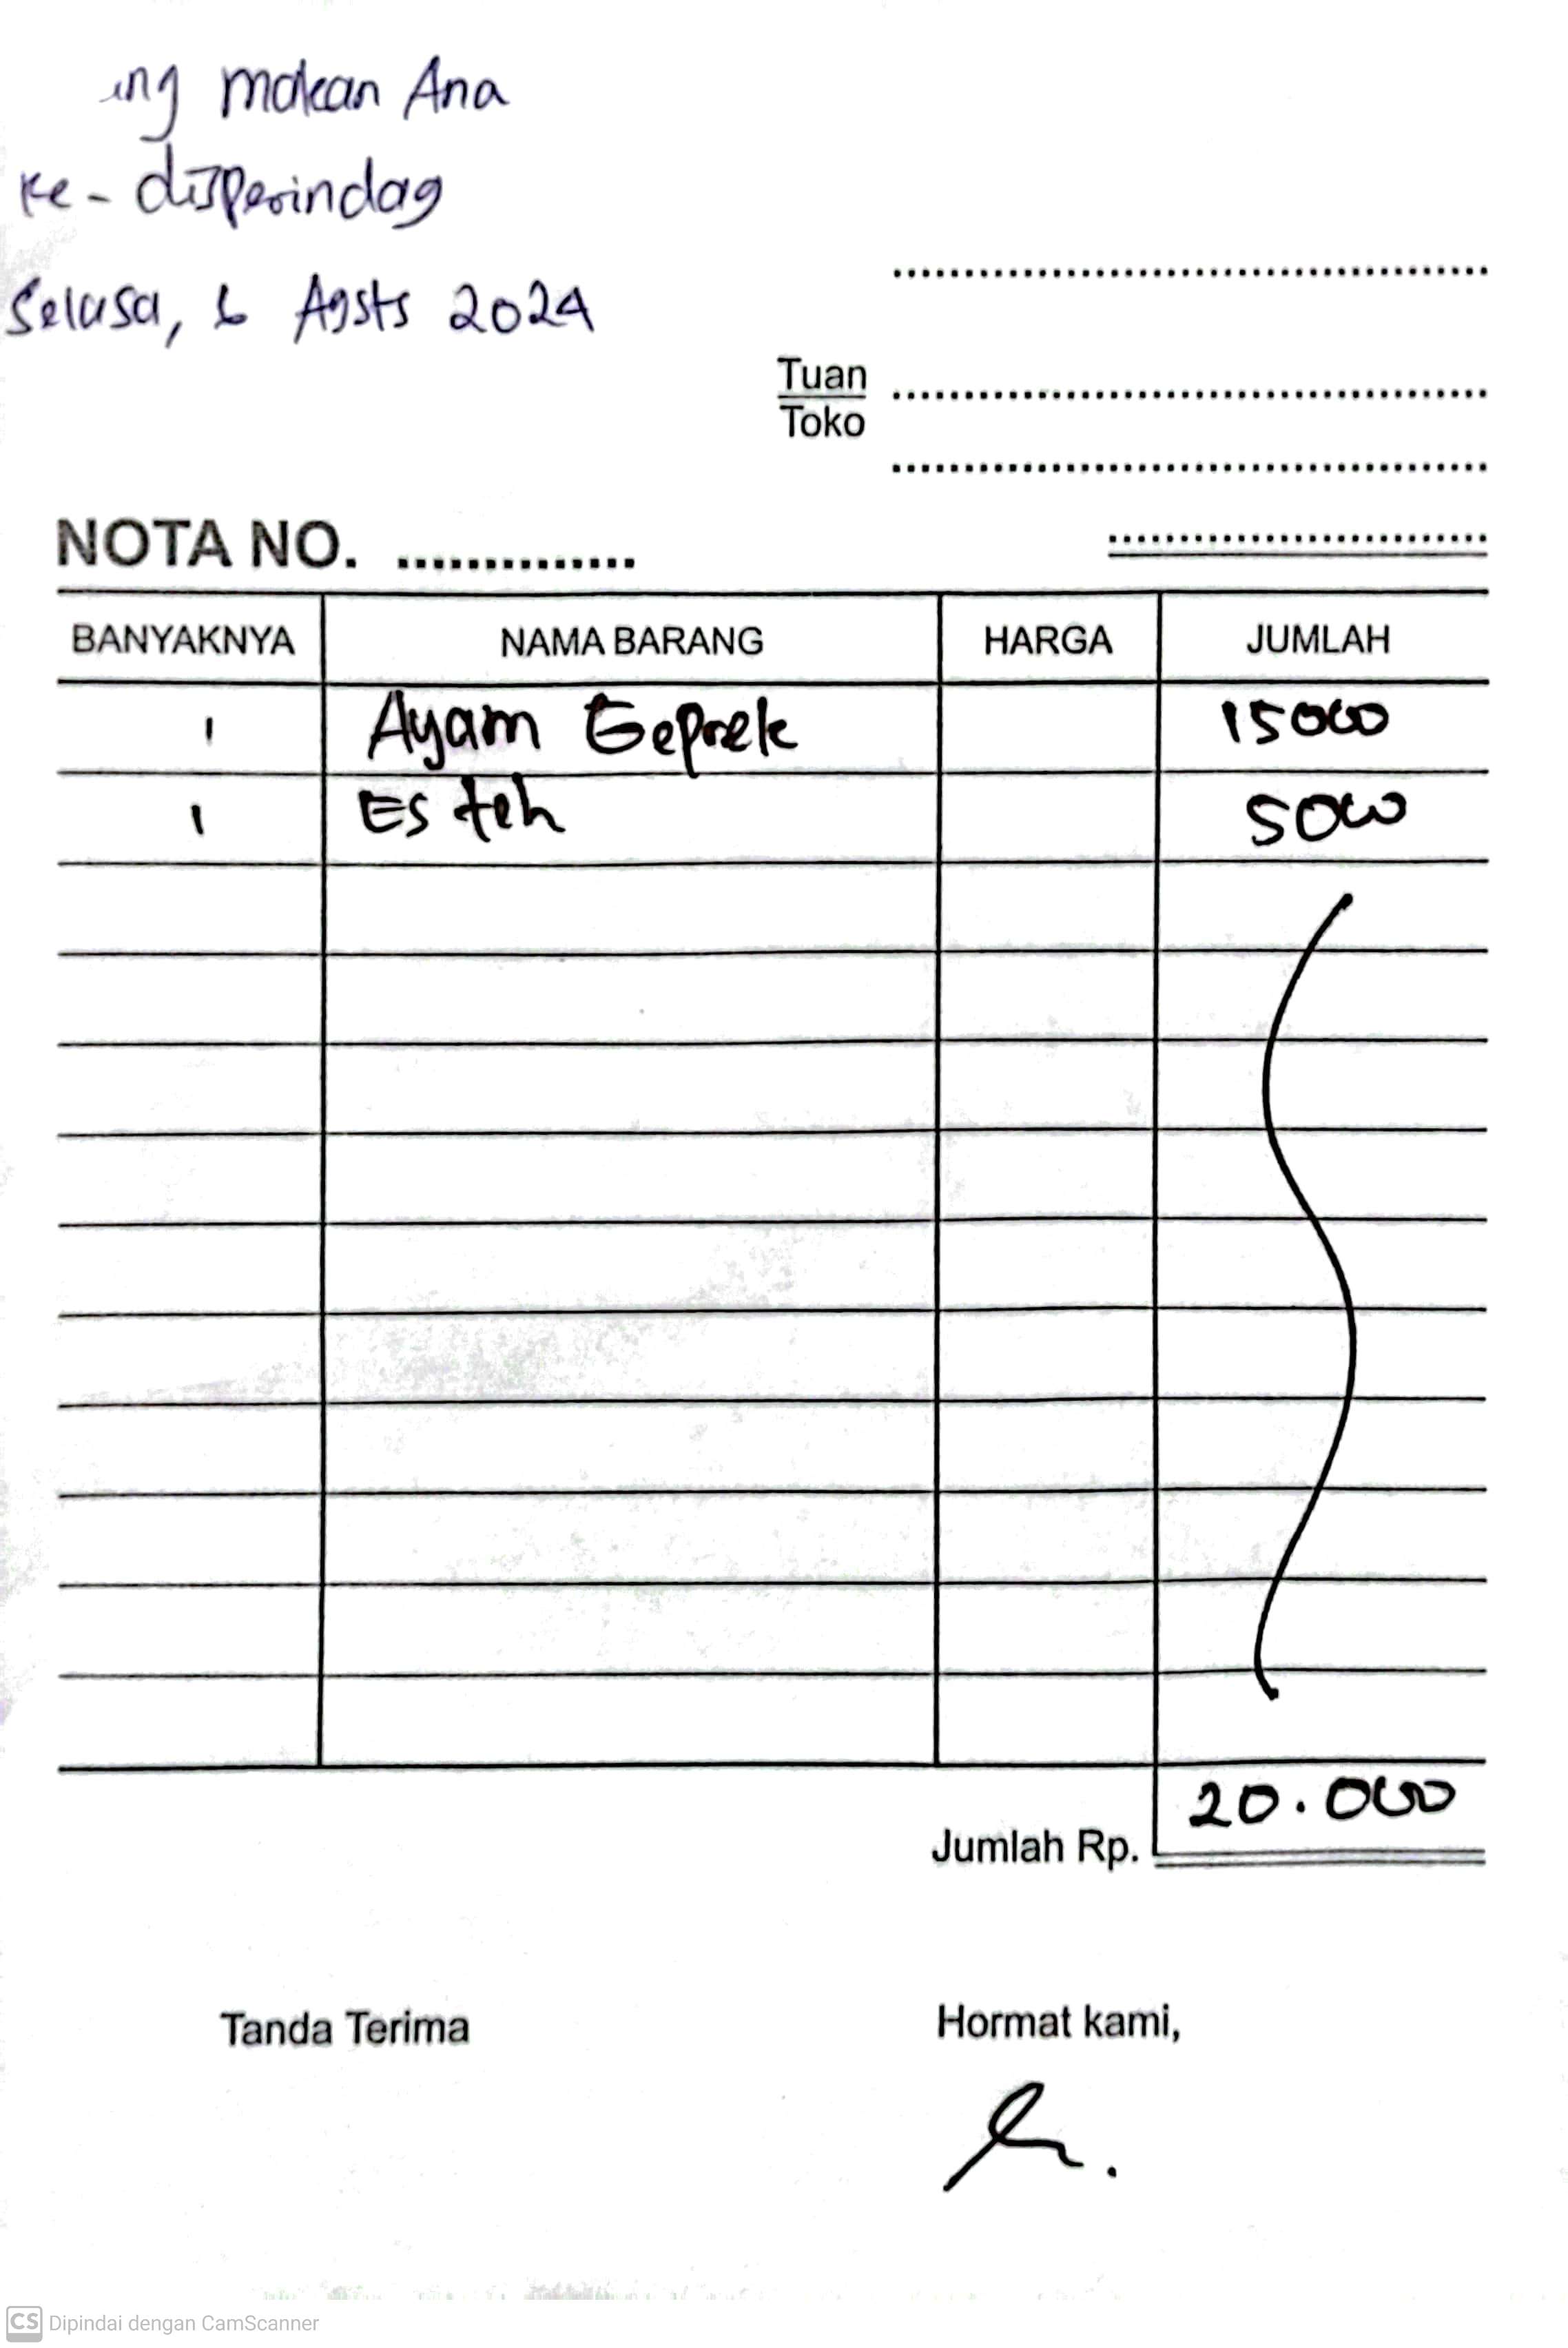 ing makan Ana
Ke - disperindag
Selasa, 6 Agsts 2024
Tuan
Toko
NOTA NO. ..............
BANYAKNYA NAMA BARANG HARGA JUMLAH
1 Ayam Geprek 15000
1 Es teh 5000
Jumlah Rp. 20.000
Tanda Terima Hormat kami,
CS Dipindai dengan CamScanner